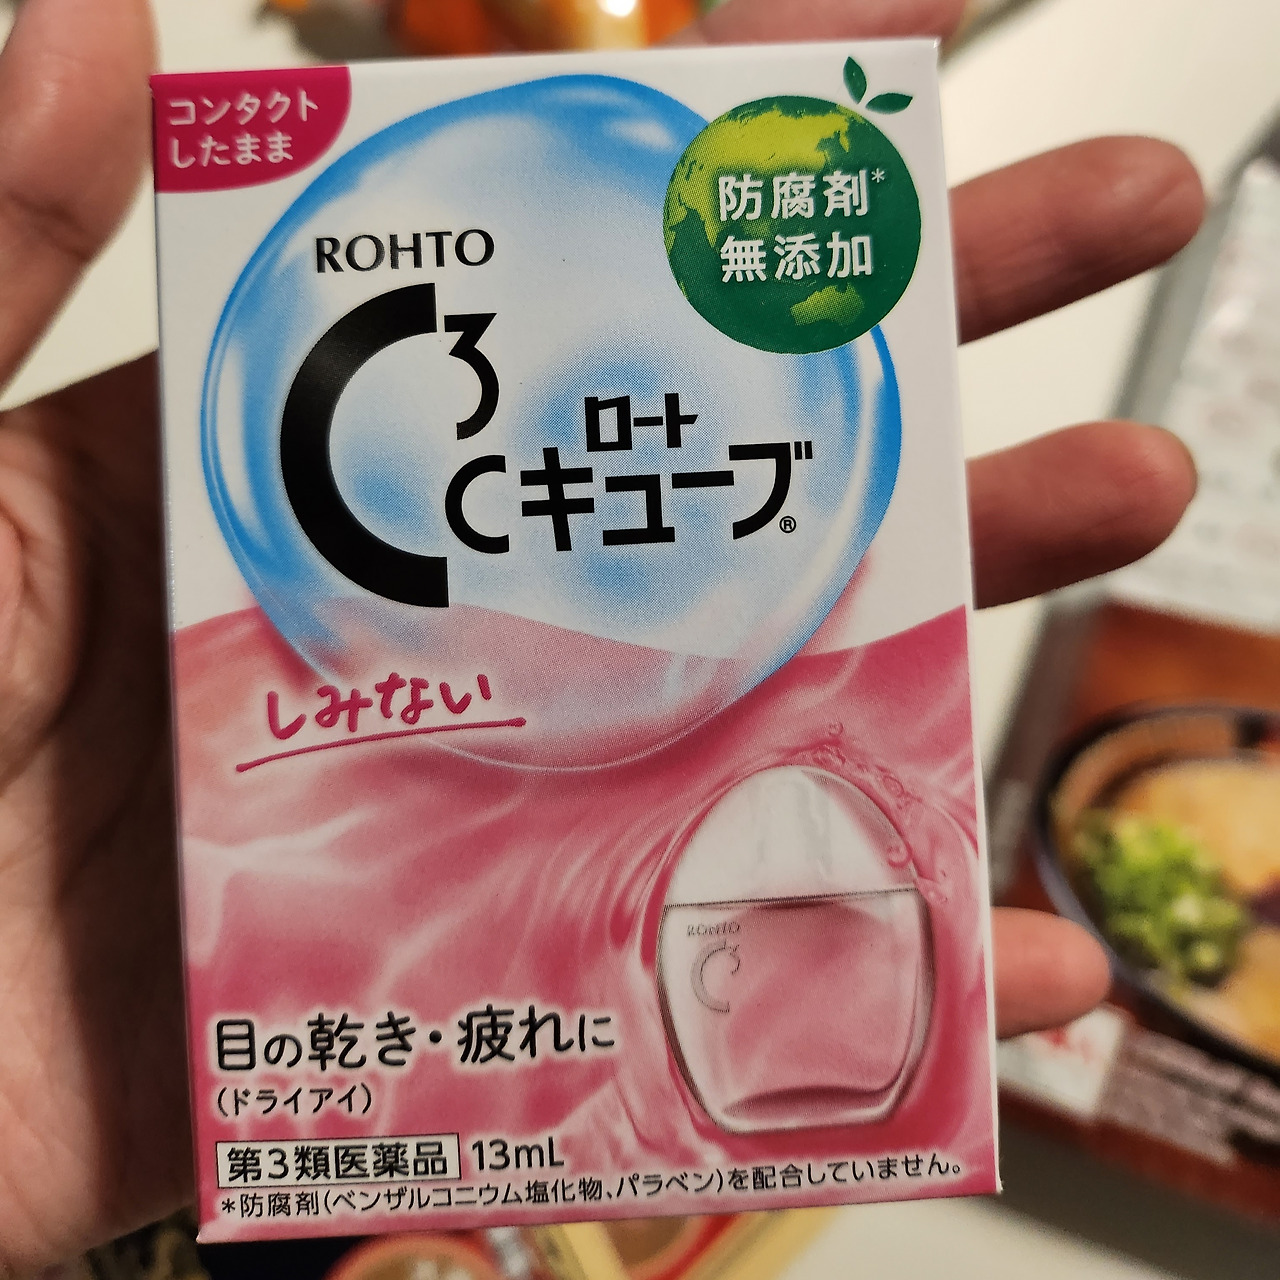 コンタクト
したまま
防腐剤*
無添加
ROHTO
C3
ロート
Cキューブ®
しみない
ROHTO
C3
目の乾き・疲れに
(ドライアイ)
第3類医薬品 13mL
*防腐剤(ベンザルコニウム塩化物、パラベン)を配合していません。